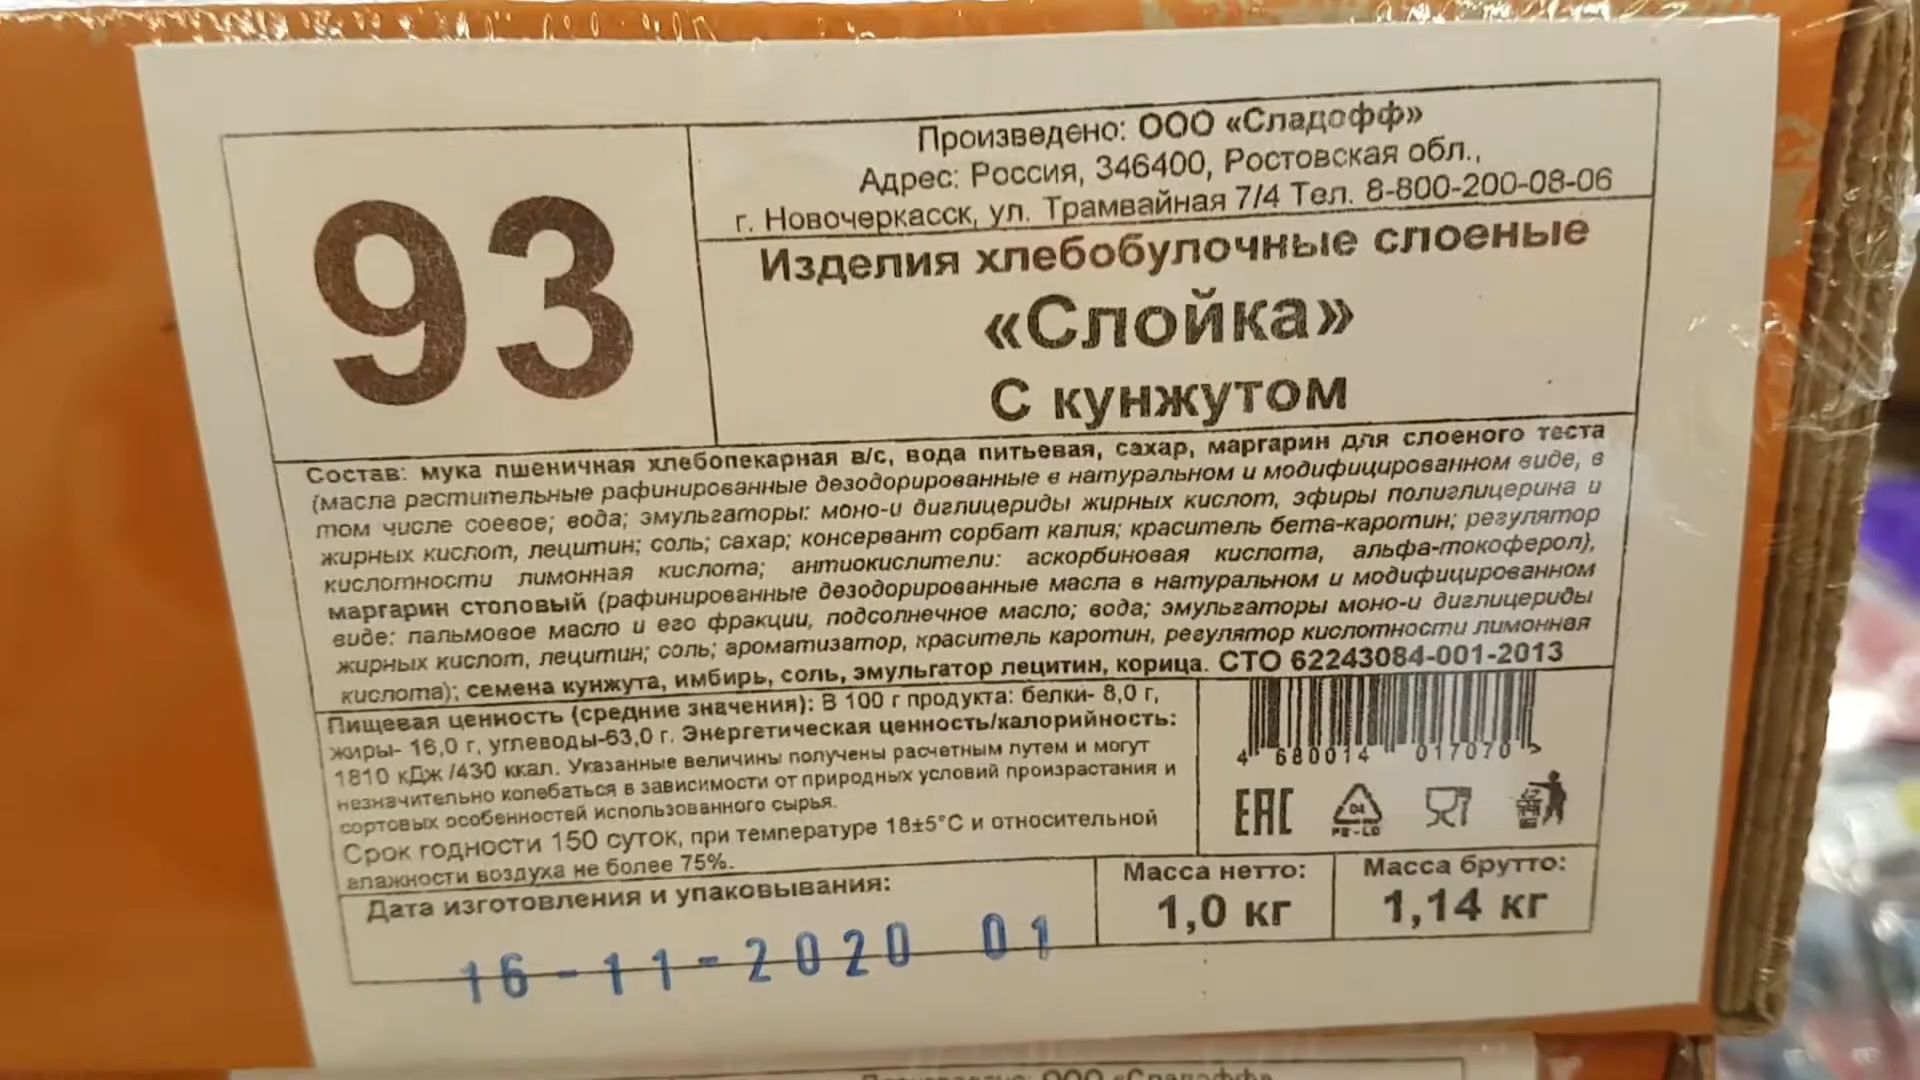 93
Произведено: ООО «Сладофф»
Адрес: Россия, 346400, Ростовская обл.,
г. Новочеркасск, ул. Трамвайная 7/4 Тел. 8-800-200-08-06
Изделия хлебобулочные слоеные
«Слойка»
С кунжутом
Состав: мука пшеничная хлебопекарная в/с, вода питьевая, сахар, маргарин для слоеного теста
(масла растительные рафинированные дезодорированные в натуральном и модифицированном виде, в
том числе соевое; вода; эмульгаторы: моно-и диглицериды жирных кислот, эфиры полиглицерина и
жирных кислот, лецитин; соль; сахар; консервант сорбат калия; краситель бета-каротин; регулятор
кислотности лимонная кислота; антиокислители: аскорбиновая кислота, альфа-токоферол),
маргарин столовый (рафинированные дезодорированные масла в натуральном и модифицированном
виде: пальмовое масло и его фракции, подсолнечное масло; вода; эмульгаторы моно-и диглицериды
жирных кислот, лецитин; соль; ароматизатор, краситель каротин, регулятор кислотности лимонная
кислота); семена кунжута, имбирь, соль, эмульгатор лецитин, корица. СТО 62243084-001-2013
Пищевая ценность (средние значения): В 100 г продукта: белки- 8,0 г,
жиры- 16,0 г, углеводы-63,0 г. Энергетическая ценность/калорийность:
1810 кДж /430 ккал. Указанные величины получены расчетным путем и могут
незначительно колебаться в зависимости от природных условий произрастания и
сортовых особенностей использованного сырья.
Срок годности 150 суток, при температуре 18±5°С и относительной
влажности воздуха не более 75%.
4 680014 017070 >
EAC
04
PE-LD
Дата изготовления и упаковывания:
16-11-2020 01
Масса нетто:
1,0 кг
Масса брутто:
1,14 кг
ООО «Сладофф»